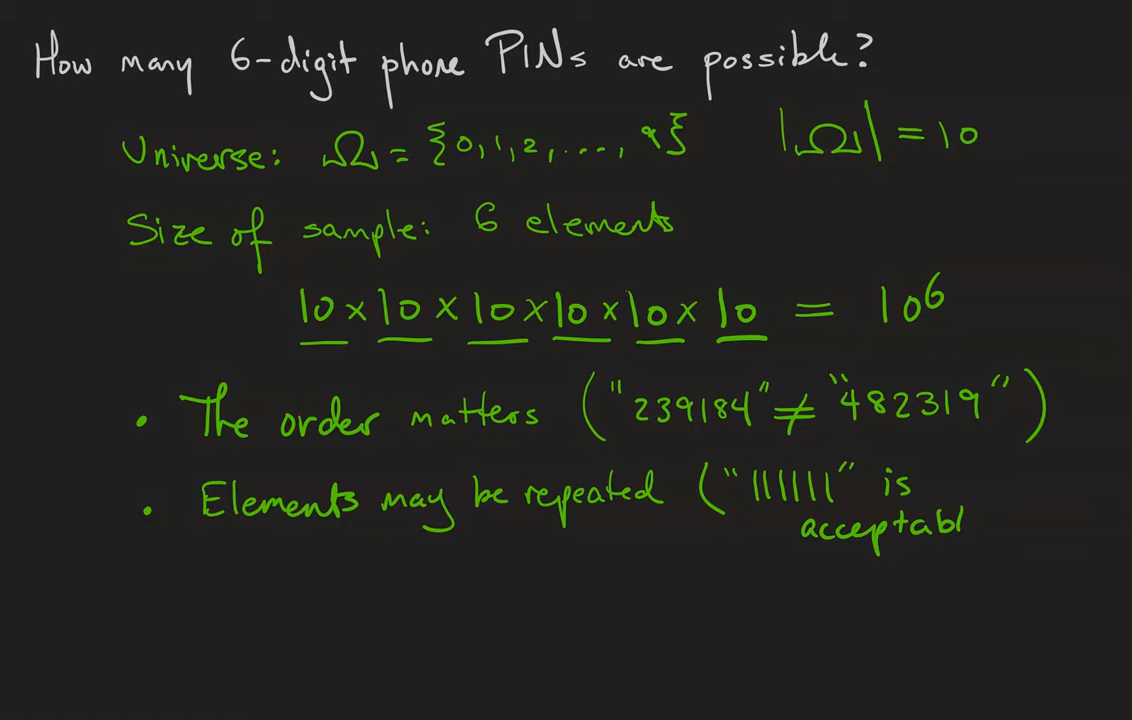 How many 6-digit phone PINs are possible?
Universe: Ω = {0,1,2,...,9} |Ω| = 10
Size of sample: 6 elements
10 × 10 × 10 × 10 × 10 × 10 = 10⁶
• The order matters ("239184" ≠ "482319")
• Elements may be repeated ("111111" is
acceptabl